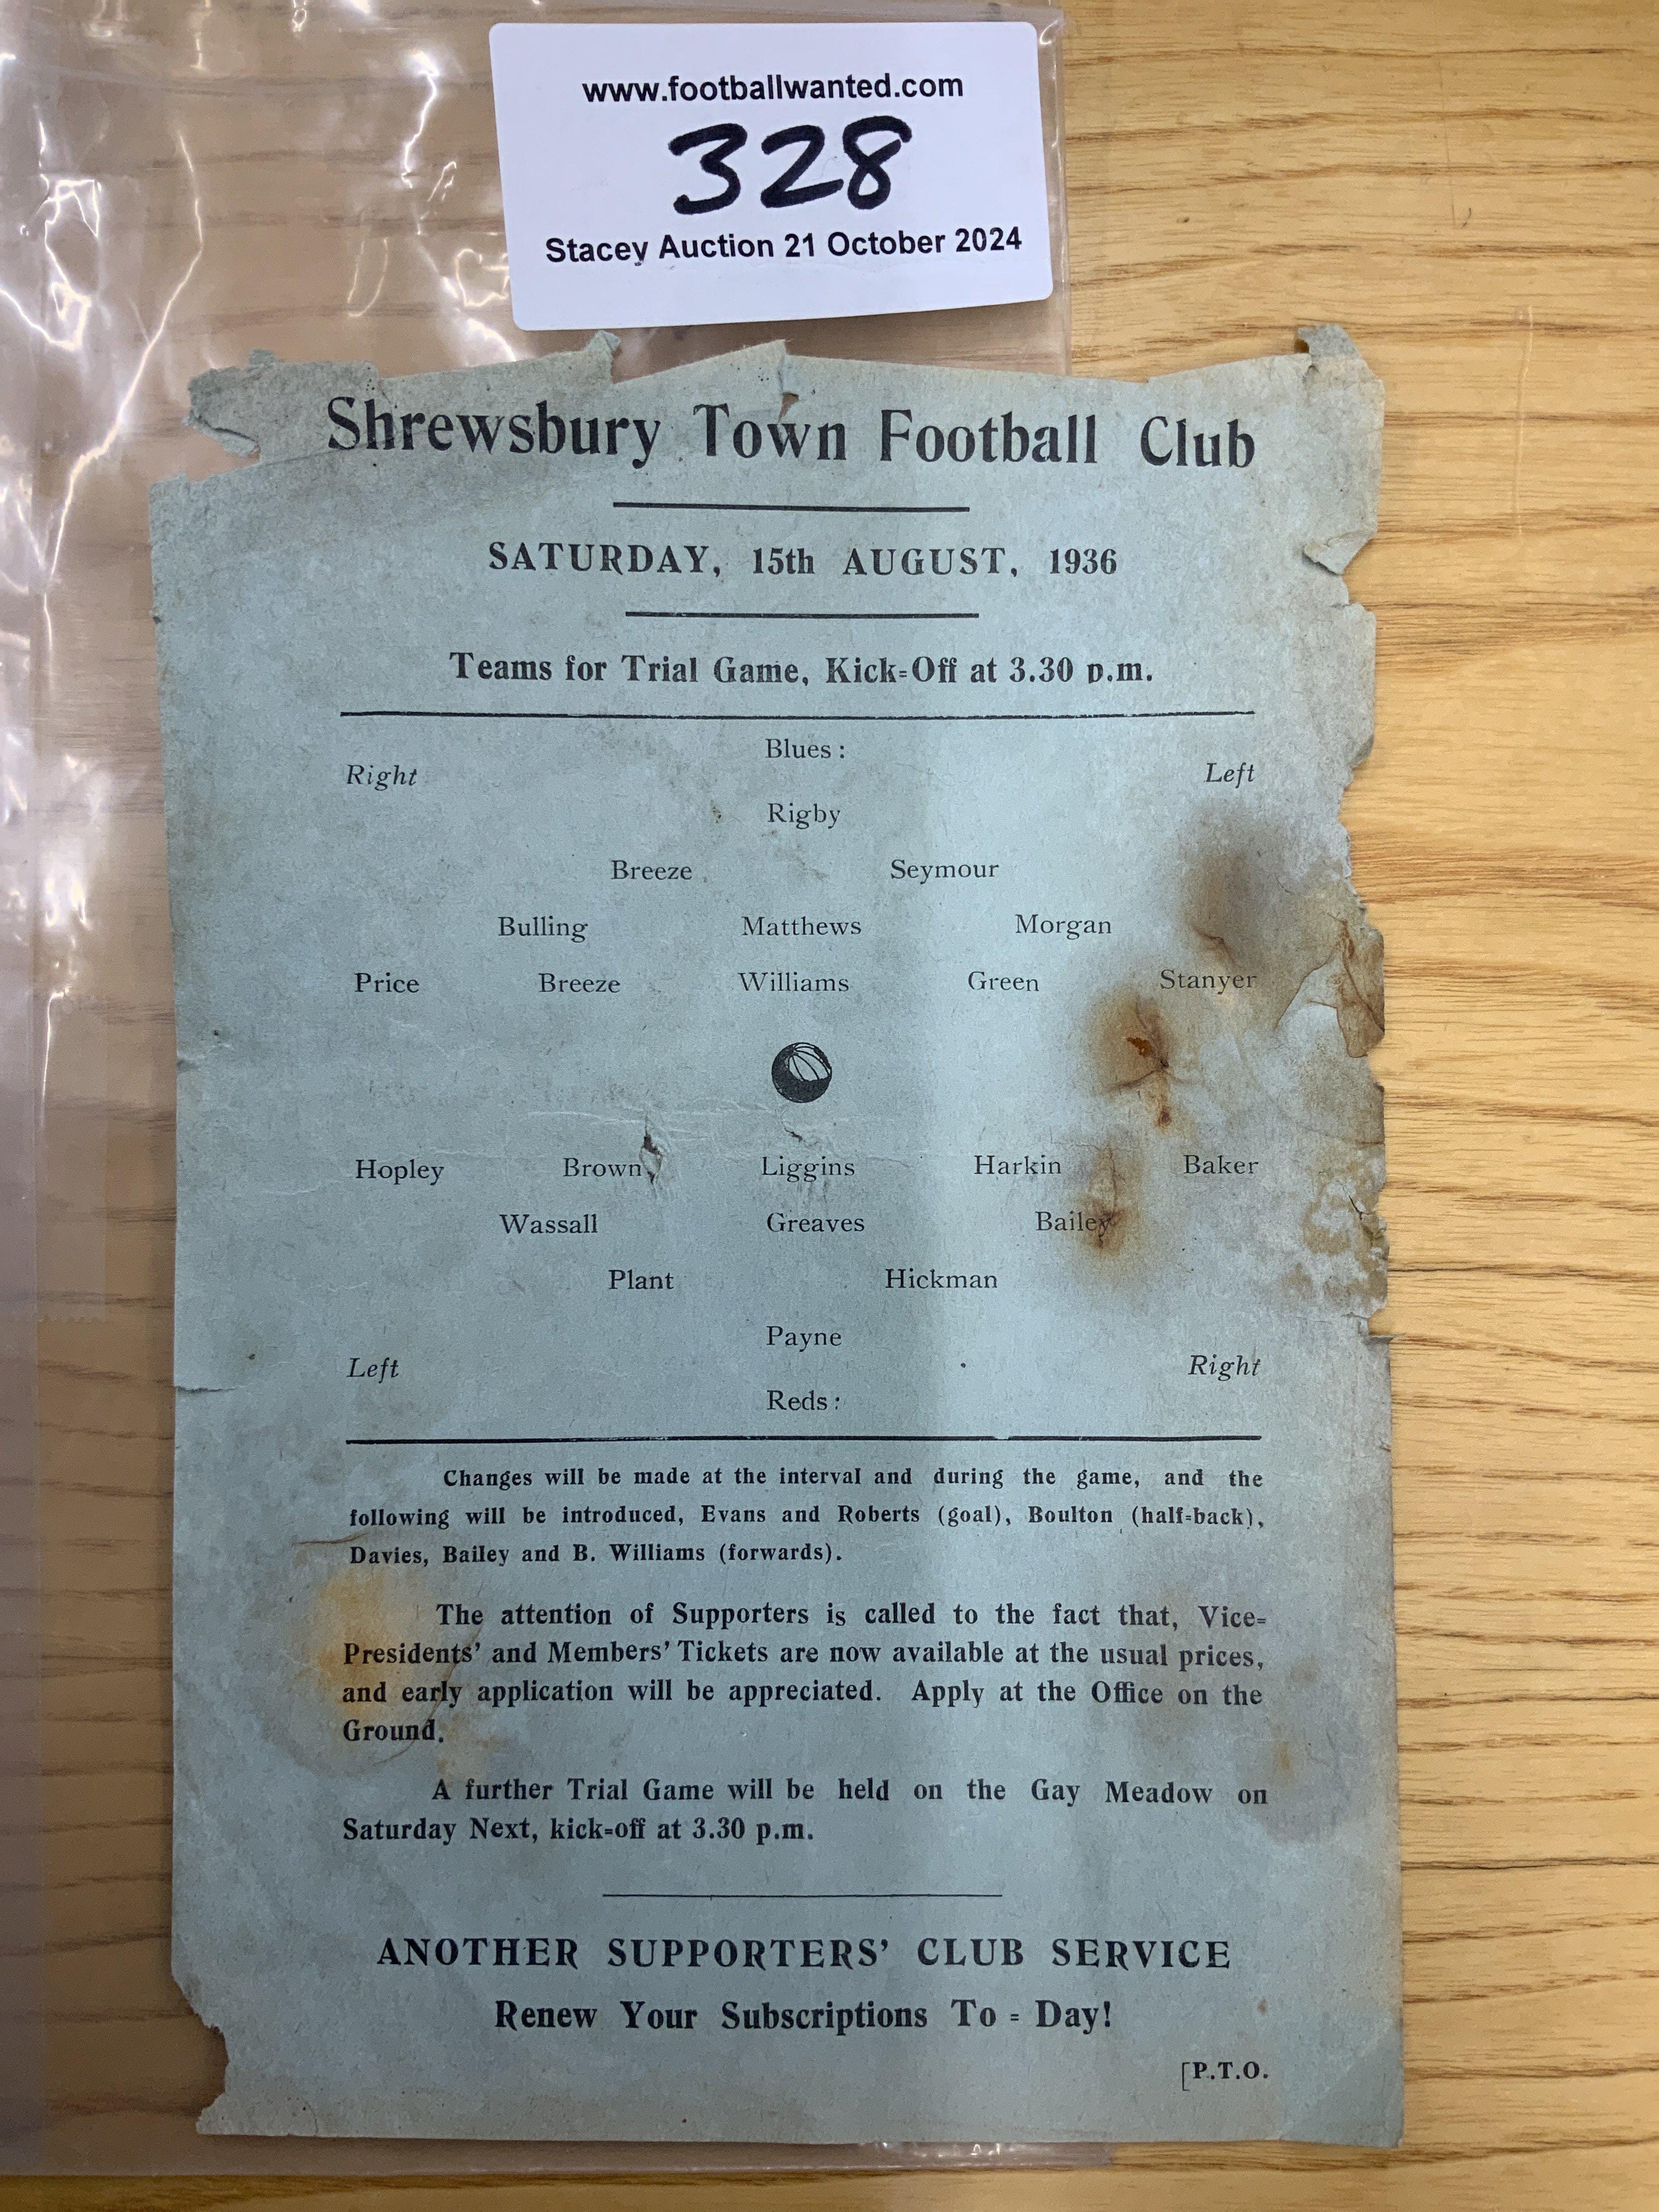 www.footballwanted.com
328
Stacey Auction 21 October 2024
Shrewsbury Town Football Club
SATURDAY, 15th AUGUST, 1936
Teams for Trial Game, Kick=Off at 3.30 p.m.
Blues :
Right Left
Rigby
Breeze Seymour
Bulling Matthews Morgan
Price Breeze Williams Green Stanyer
Hopley Brown Liggins Harkin Baker
Wassall Greaves Bailey
Plant Hickman
Payne
Left Right
Reds :
Changes will be made at the interval and during the game, and the
following will be introduced, Evans and Roberts (goal), Boulton (half=back),
Davies, Bailey and B. Williams (forwards).
The attention of Supporters is called to the fact that, Vice=
Presidents' and Members' Tickets are now available at the usual prices,
and early application will be appreciated. Apply at the Office on the
Ground.
A further Trial Game will be held on the Gay Meadow on
Saturday Next, kick=off at 3.30 p.m.
ANOTHER SUPPORTERS' CLUB SERVICE
Renew Your Subscriptions To = Day!
[P.T.O.